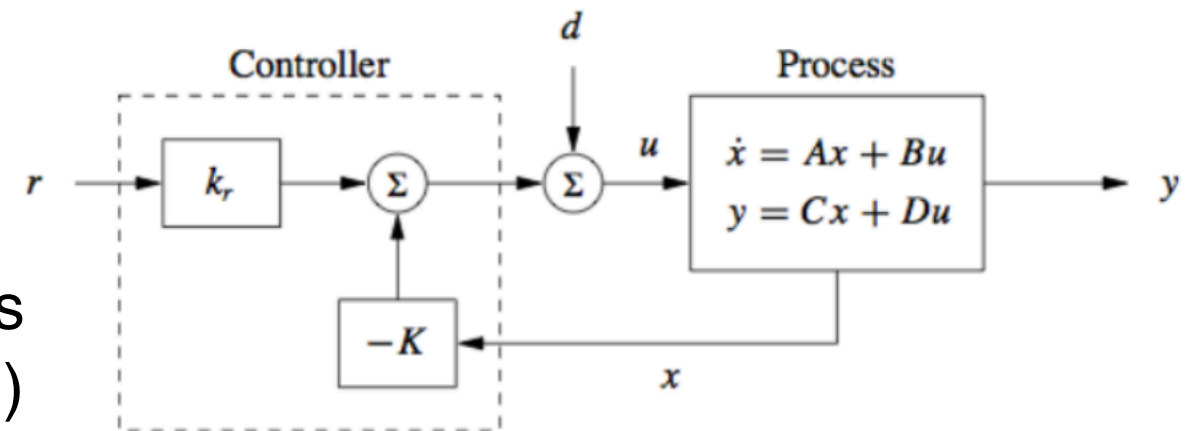 d
Controller
Process
r
k_r
Σ
Σ
u
ẋ = Ax + Bu
y = Cx + Du
y
s
-K
x
)